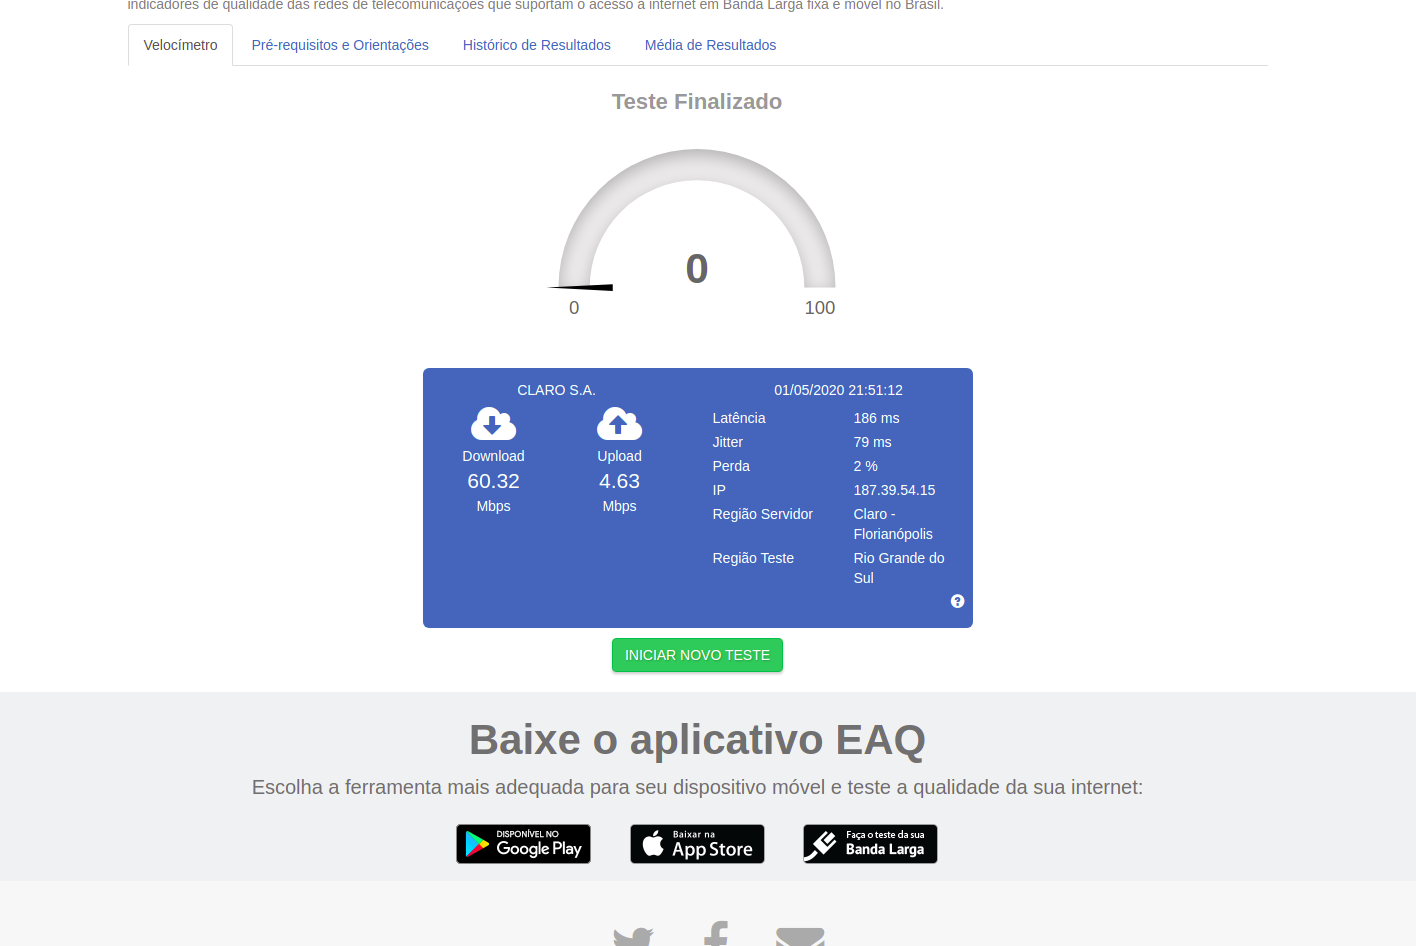 indicadores de qualidade das redes de telecomunicações que suportam o acesso à internet em Banda Larga fixa e móvel no Brasil.
Velocímetro Pré-requisitos e Orientações Histórico de Resultados Média de Resultados
Teste Finalizado
0
0 100
CLARO S.A. 01/05/2020 21:51:12
Download Upload
60.32 4.63
Mbps Mbps
Latência 186 ms
Jitter 79 ms
Perda 2 %
IP 187.39.54.15
Região Servidor Claro -
Florianópolis
Região Teste Rio Grande do
Sul
INICIAR NOVO TESTE
Baixe o aplicativo EAQ
Escolha a ferramenta mais adequada para seu dispositivo móvel e teste a qualidade da sua internet:
DISPONÍVEL NO
Google Play
Baixar na
App Store
Faça o teste da sua
Banda Larga